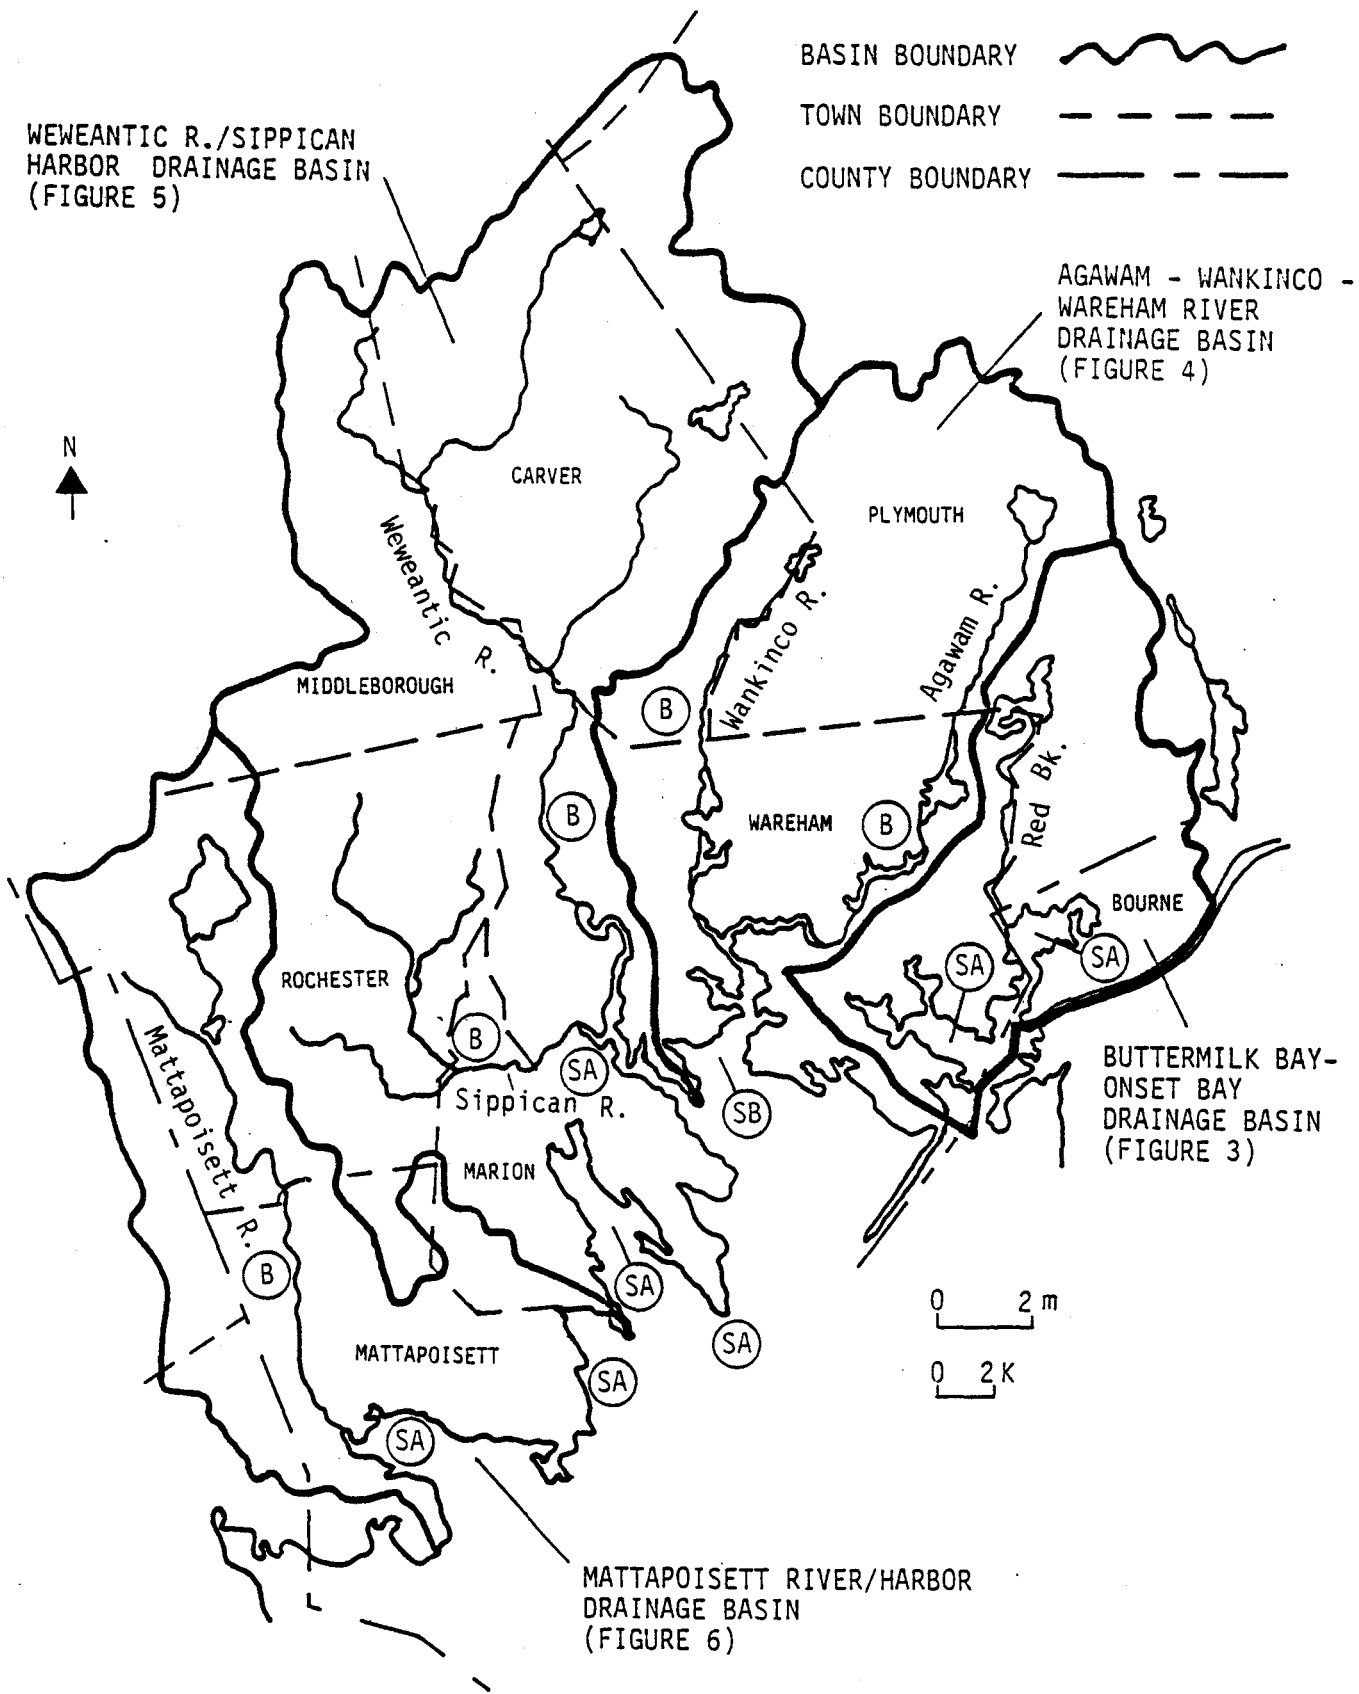 BASIN BOUNDARY
TOWN BOUNDARY
COUNTY BOUNDARY
WEWEANTIC R./SIPPICAN
HARBOR DRAINAGE BASIN
(FIGURE 5)
AGAWAM - WANKINCO -
WAREHAM RIVER
DRAINAGE BASIN
(FIGURE 4)
N
CARVER
PLYMOUTH
Weweantic R.
Wankinco R.
Agawam R.
MIDDLEBOROUGH
B
Red Bk.
B
WAREHAM
B
BOURNE
ROCHESTER
SA
SA
Mattapoisett R.
B
SA
Sippican R.
SB
BUTTERMILK BAY-
ONSET BAY
DRAINAGE BASIN
(FIGURE 3)
MARION
B
SA
0 2 m
SA
MATTAPOISETT
0 2K
SA
SA
MATTAPOISETT RIVER/HARBOR
DRAINAGE BASIN
(FIGURE 6)